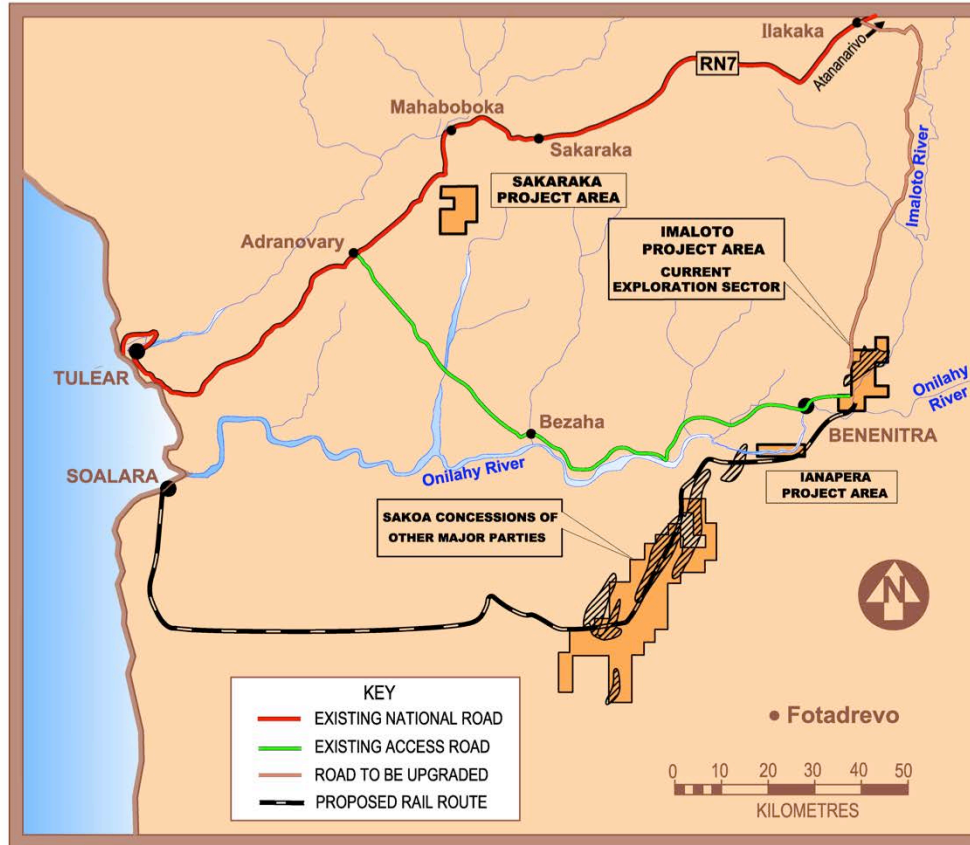 Ilakaka
Atananarivo
RN7
Mahaboboka
Sakaraka
Imaloto River
SAKARAKA
PROJECT AREA
IMALOTO
PROJECT AREA
CURRENT
EXPLORATION SECTOR
Adranovary
TULÉAR
Bezaha
Onilahy
River
BENENITRA
SOALARA
Onilahy River
IANAPERA
PROJECT AREA
SAKOA CONCESSIONS OF
OTHER MAJOR PARTIES
N
KEY
EXISTING NATIONAL ROAD
EXISTING ACCESS ROAD
ROAD TO BE UPGRADED
PROPOSED RAIL ROUTE
Fotadrevo
0 10 20 30 40 50
KILOMETRES